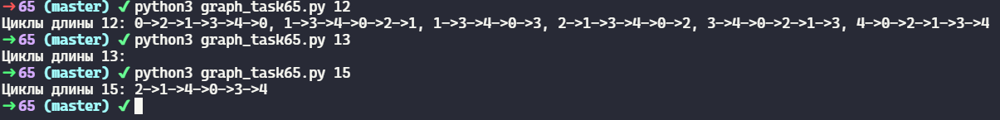 →65 (master) ✔ python3 graph_task65.py 12
Циклы длины 12: 0->2->1->3->4->0, 1->3->4->0->2->1, 1->3->4->0->3, 2->1->3->4->0->2, 3->4->0->2->1->3, 4->0->2->1->3->4
→65 (master) ✔ python3 graph_task65.py 13
Циклы длины 13:
→65 (master) ✔ python3 graph_task65.py 15
Циклы длины 15: 2->1->4->0->3->4
→65 (master) ✔